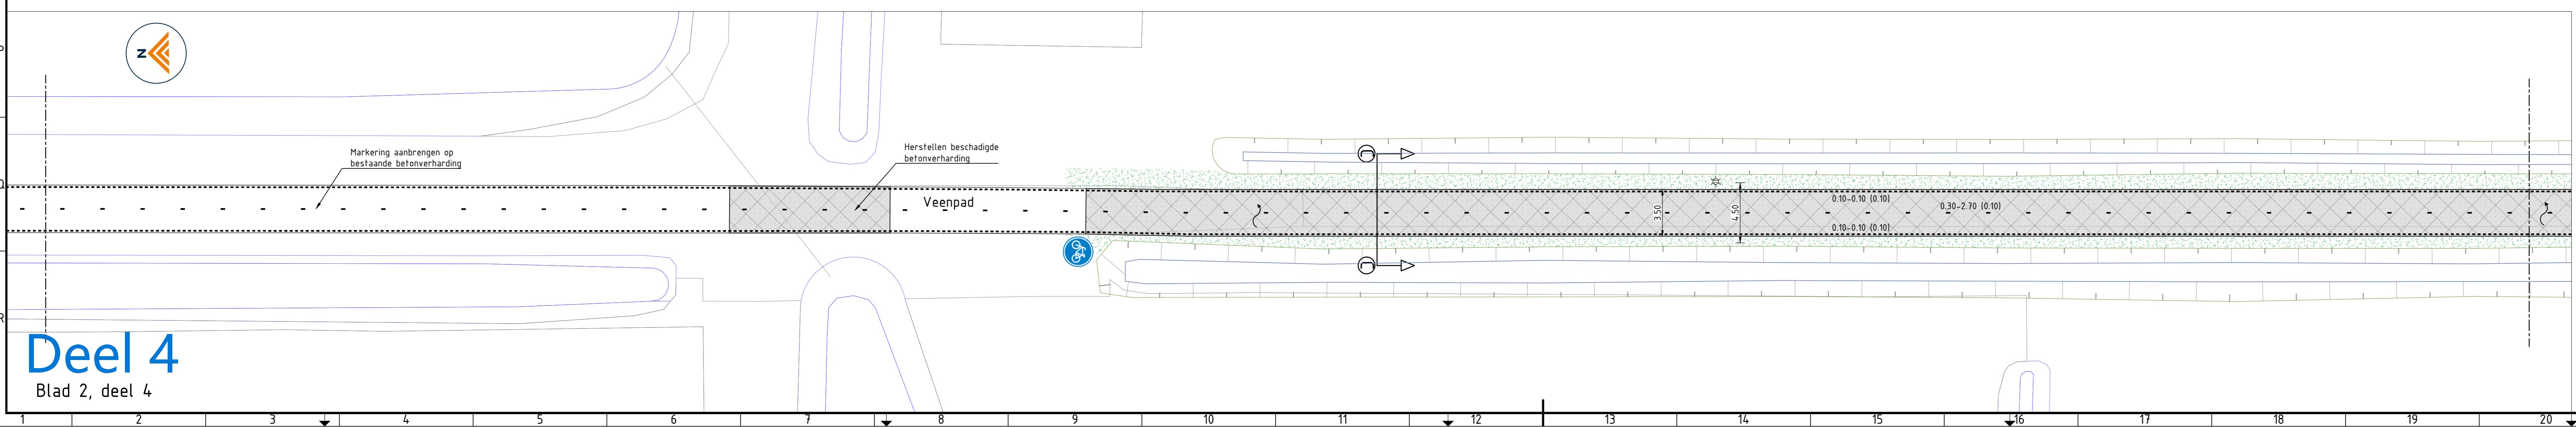 N
Markering aanbrengen op
bestaande betonverharding
Herstellen beschadigde
betonverharding
Veenpad
3.50
4.50
0.10-0.10 (0.10)
0.30-2.70 (0.10)
0.10-0.10 (0.10)
Deel 4
Blad 2, deel 4
1 2 3 4 5 6 7 8 9 10 11 12 13 14 15 16 17 18 19 20